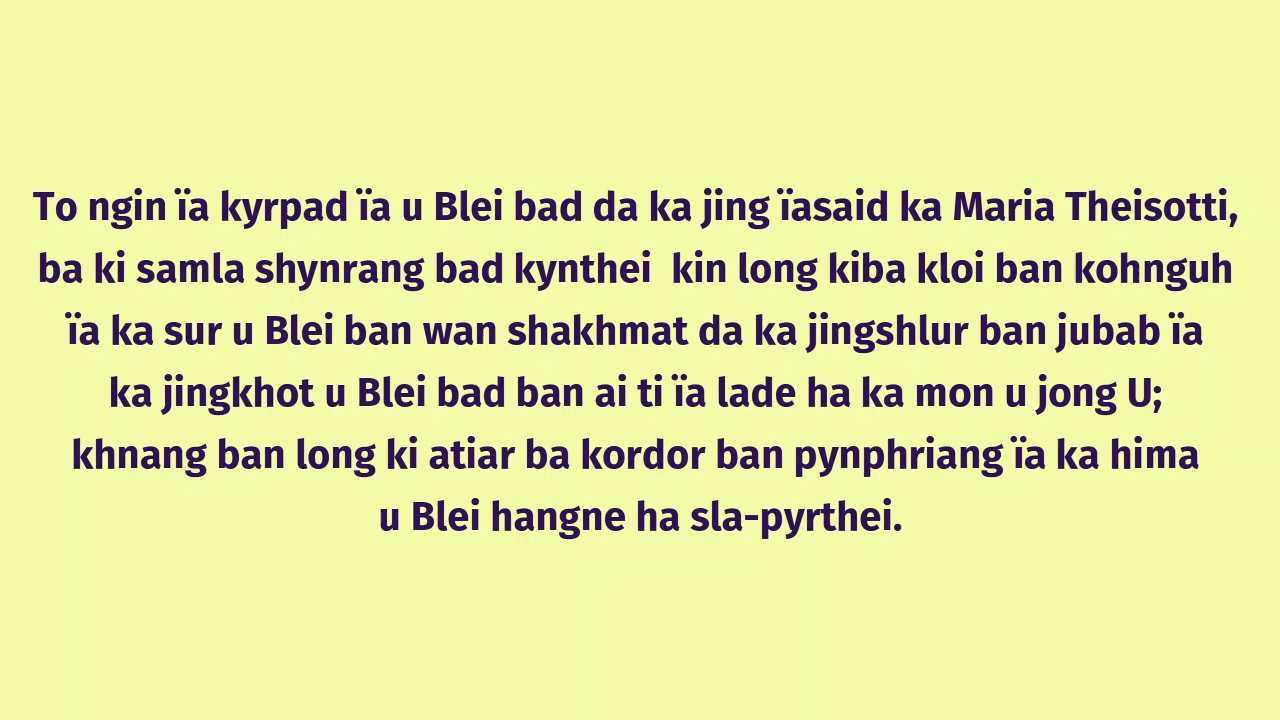 To ngin ïa kyrpad ïa u Blei bad da ka jing ïasaid ka Maria Theisotti,
ba ki samla shynrang bad kynthei  kin long kiba kloi ban kohnguh
ïa ka sur u Blei ban wan shakhmat da ka jingshlur ban jubab ïa
ka jingkhot u Blei bad ban ai ti ïa lade ha ka mon u jong U;
khnang ban long ki atiar ba kordor ban pynphriang ïa ka hima
u Blei hangne ha sla-pyrthei.